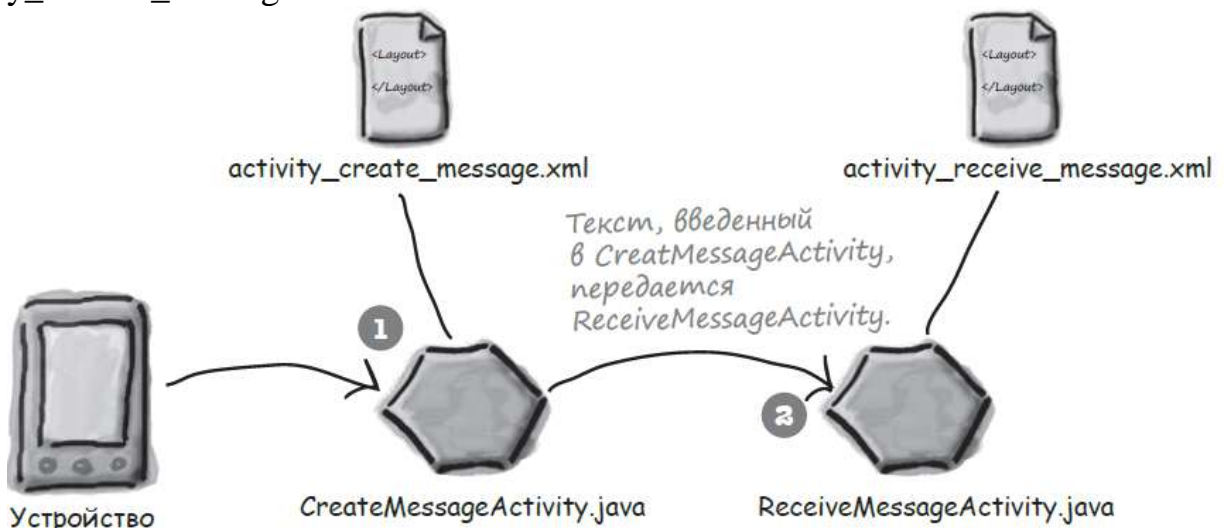 <Layout>
</Layout>
activity_create_message.xml
<Layout>
</Layout>
activity_receive_message.xml
Текст, введенный
в CreatMessageActivity,
передается
ReceiveMessageActivity.
1
2
Устройство
CreateMessageActivity.java
ReceiveMessageActivity.java